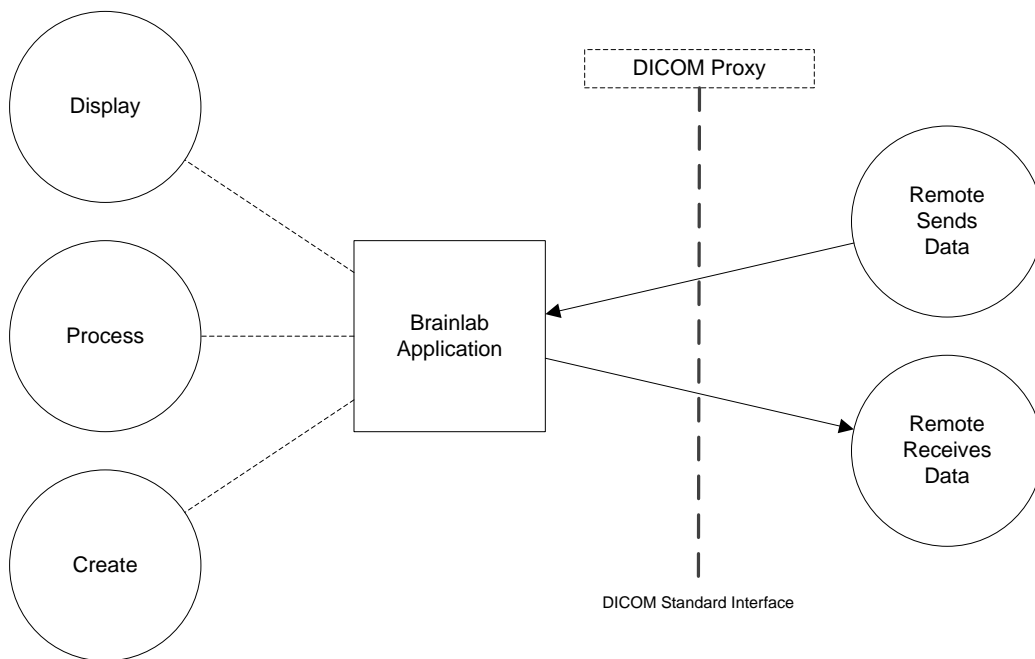 Display
DICOM Proxy
Remote
Sends
Data
Process
Brainlab
Application
Remote
Receives
Data
Create
DICOM Standard Interface